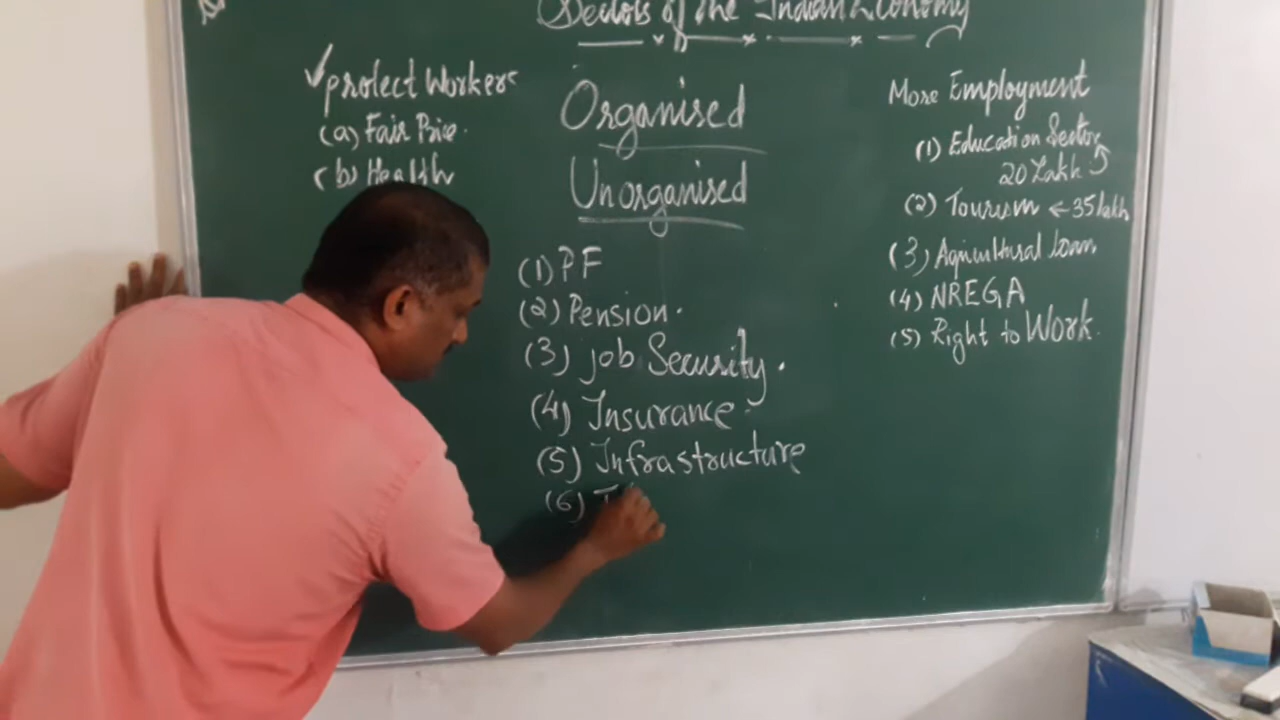 Sectors of the Indian Economy
✓ protect Workers
(a) Fair Price.
(b) Health
Organised
Unorganised
(1) PF
(2) Pension.
(3) job Security.
(4) Insurance.
(5) Infrastructure
(6)
More Employment
(1) Education Sector
20 Lakh
(2) Tourism ← 35 lakh
(3) Agricultural loan.
(4) NREGA
(5) Right to Work.